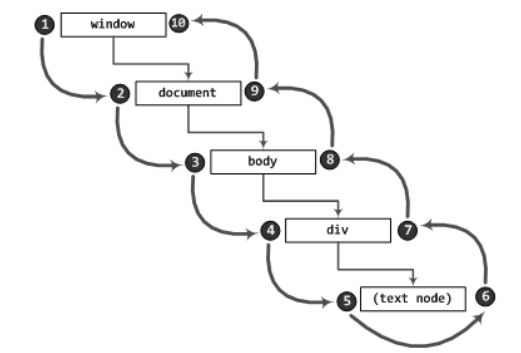 1 window 10
2 document 9
3 body 8
4 div 7
5 (text node) 6